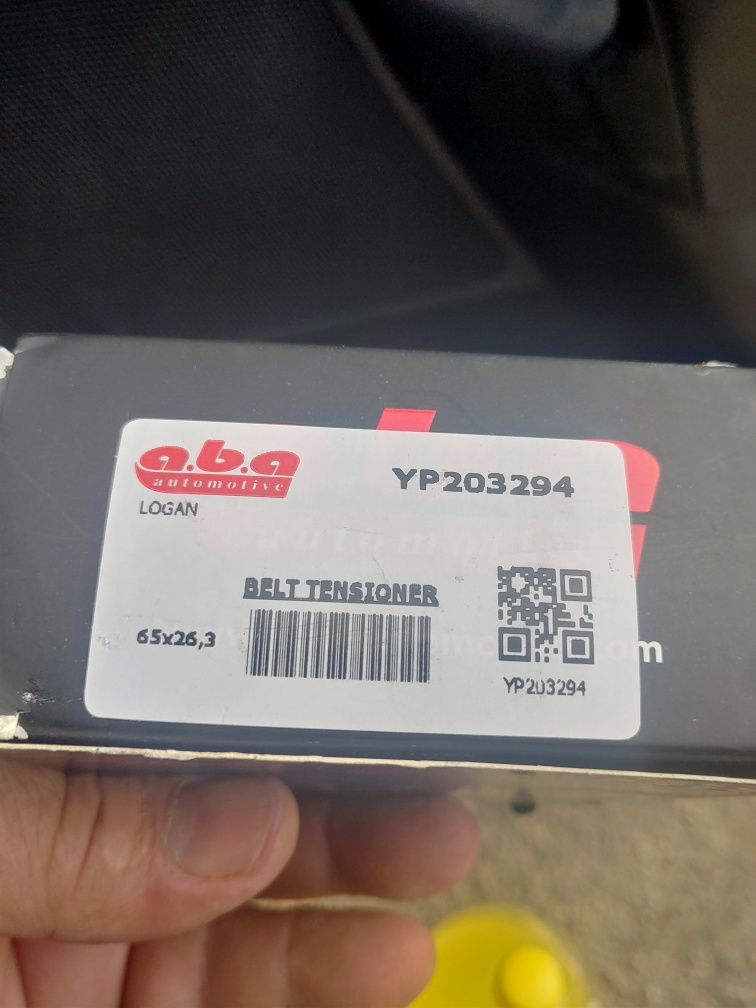 a.b.a
automotive
YP203294
LOGAN
BELT TENSIONER
65x26,3
YP203294